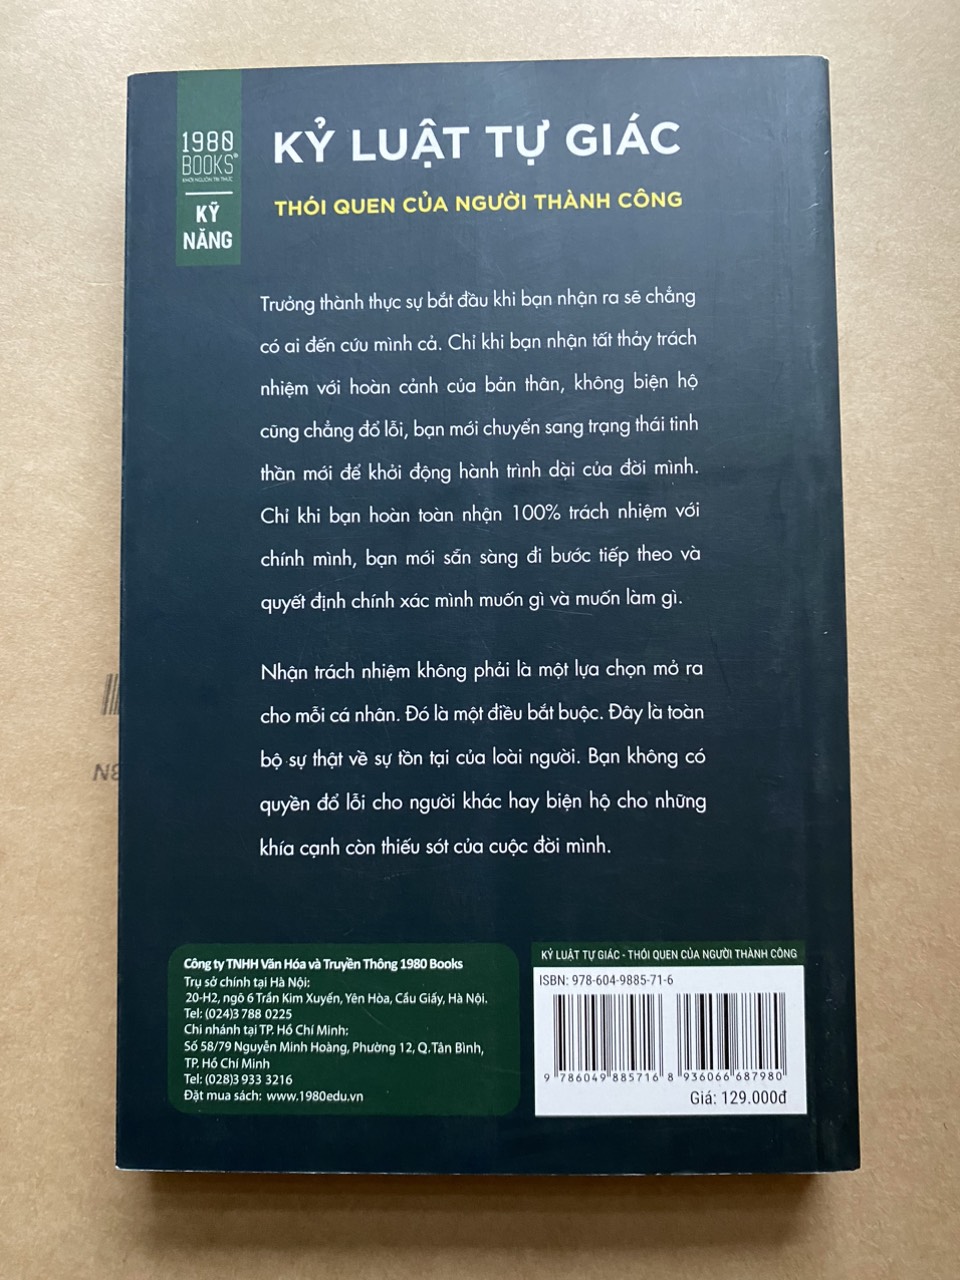 1980
BOOKS®
KHƠI NGUỒN TRI THỨC
KỸ
NĂNG
KỶ LUẬT TỰ GIÁC
THÓI QUEN CỦA NGƯỜI THÀNH CÔNG
Trưởng thành thực sự bắt đầu khi bạn nhận ra sẽ chẳng
có ai đến cứu mình cả. Chỉ khi bạn nhận tất thảy trách
nhiệm với hoàn cảnh của bản thân, không biện hộ
cũng chẳng đổ lỗi, bạn mới chuyển sang trạng thái tinh
thần mới để khởi động hành trình dài của đời mình.
Chỉ khi bạn hoàn toàn nhận 100% trách nhiệm với
chính mình, bạn mới sẵn sàng đi bước tiếp theo và
quyết định chính xác mình muốn gì và muốn làm gì.
Nhận trách nhiệm không phải là một lựa chọn mở ra
cho mỗi cá nhân. Đó là một điều bắt buộc. Đây là toàn
bộ sự thật về sự tồn tại của loài người. Bạn không có
quyền đổ lỗi cho người khác hay biện hộ cho những
khía cạnh còn thiếu sót của cuộc đời mình.
Công ty TNHH Văn Hóa và Truyền Thông 1980 Books
Trụ sở chính tại Hà Nội:
20-H2, ngõ 6 Trần Kim Xuyến, Yên Hòa, Cầu Giấy, Hà Nội.
Tel: (024)3 788 0225
Chi nhánh tại TP. Hồ Chí Minh:
Số 58/79 Nguyễn Minh Hoàng, Phường 12, Q.Tân Bình,
TP. Hồ Chí Minh
Tel: (028)3 933 3216
Đặt mua sách: www.1980edu.vn
KỶ LUẬT TỰ GIÁC - THÓI QUEN CỦA NGƯỜI THÀNH CÔNG
ISBN: 978-604-9885-71-6
9 786049 885716 8 936066 687980
Giá: 129.000đ